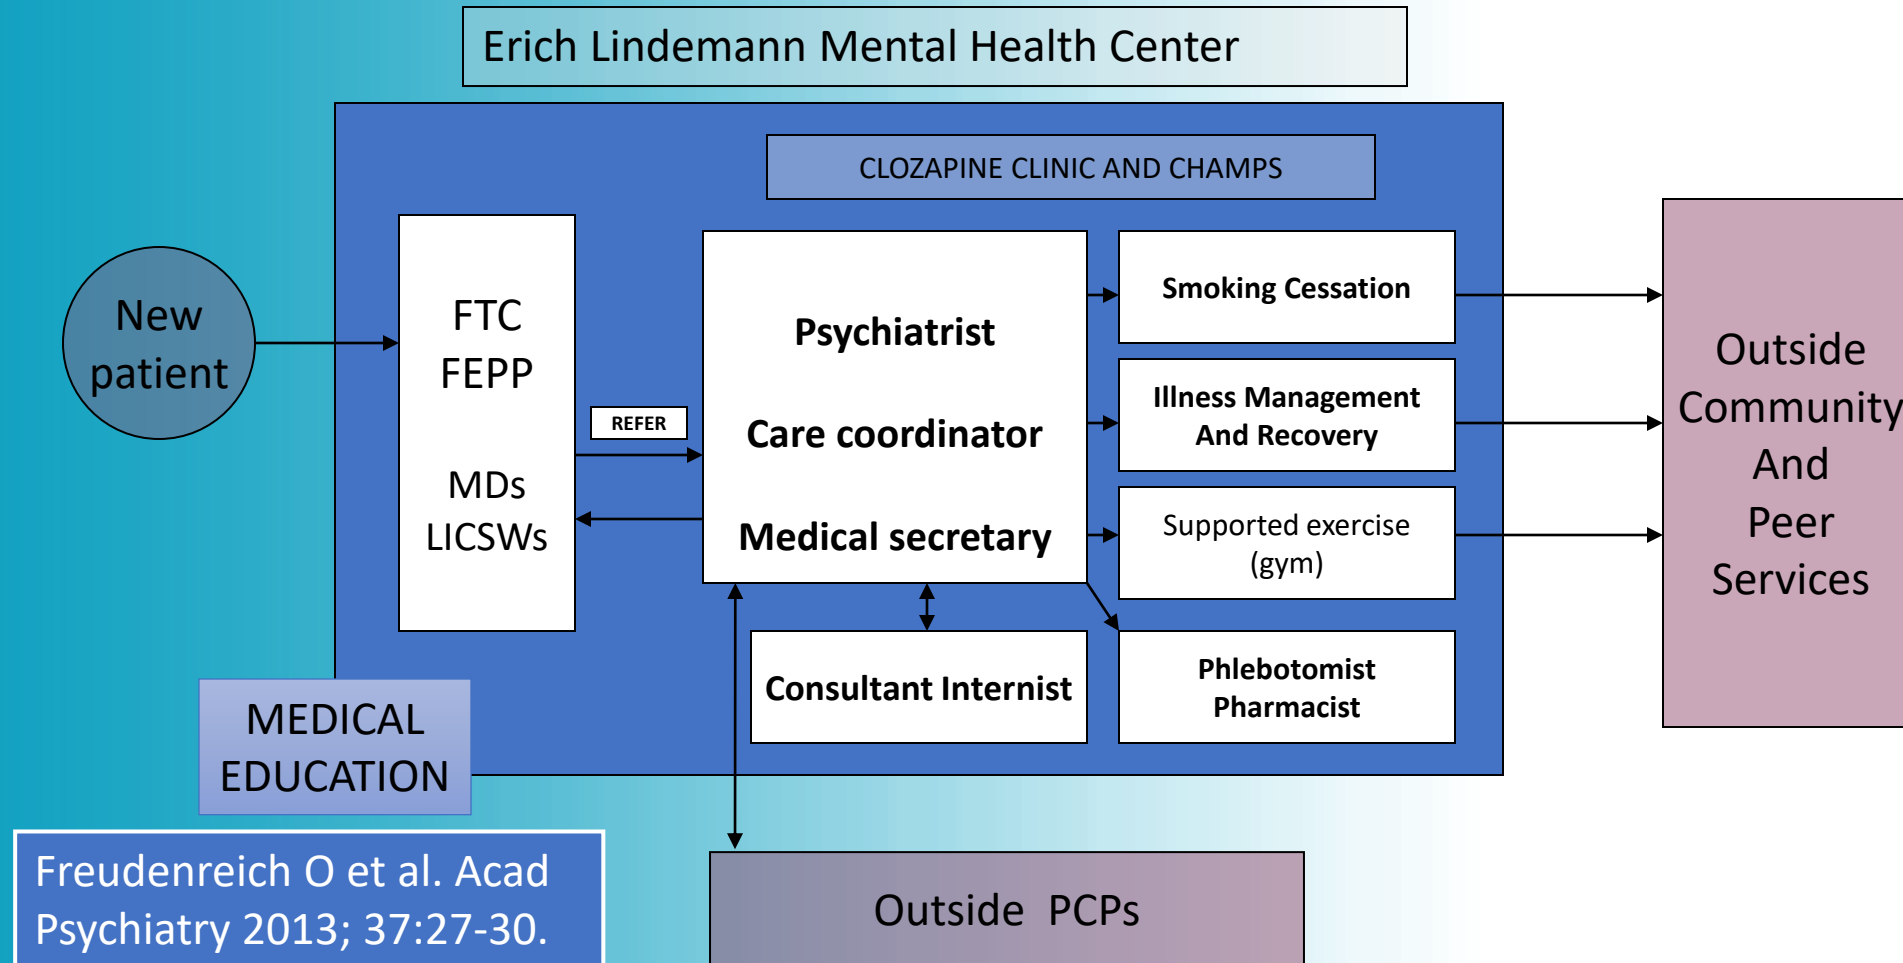 Erich Lindemann Mental Health Center
CLOZAPINE CLINIC AND CHAMPS
New
patient
FTC
FEPP
MDs
LICSWs
REFER
Psychiatrist
Care coordinator
Medical secretary
Smoking Cessation
Illness Management
And Recovery
Supported exercise
(gym)
Consultant Internist
Phlebotomist
Pharmacist
Outside
Community
And
Peer
Services
MEDICAL
EDUCATION
Outside PCPs
Freudenreich O et al. Acad
Psychiatry 2013; 37:27-30.